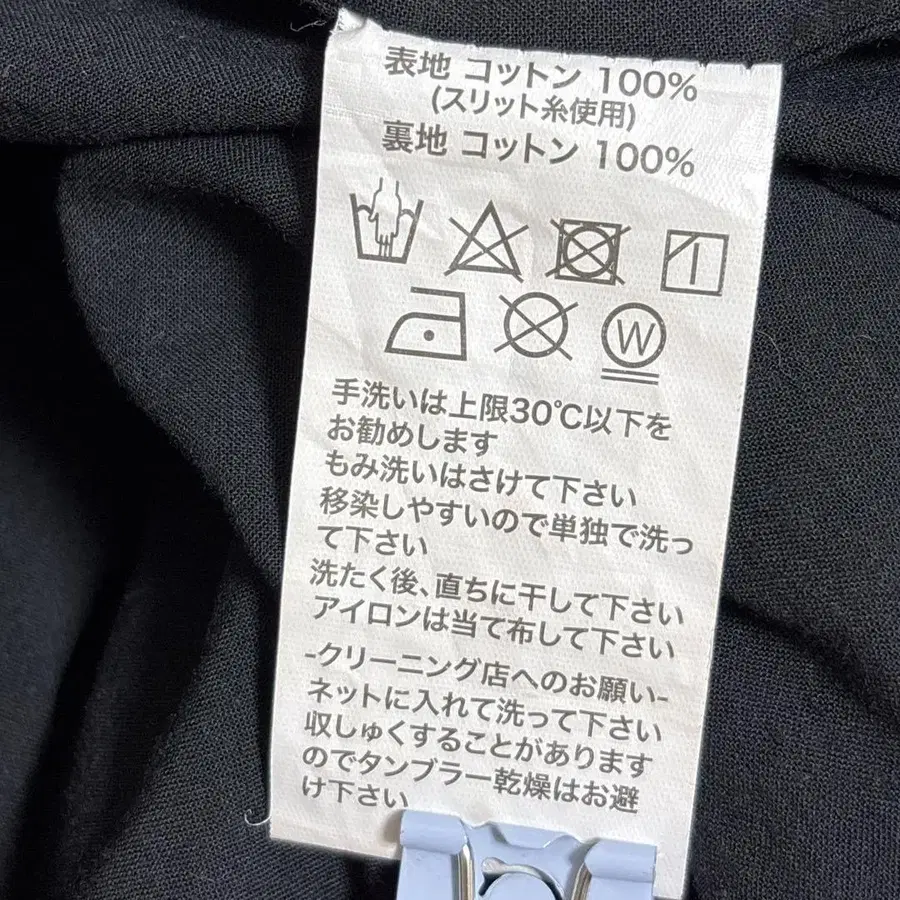 表地 コットン 100%
(スリット糸使用)
裏地 コットン 100%
W
手洗いは上限30℃以下を
お勧めします
もみ洗いはさけて下さい
移染しやすいので単独で洗っ
て下さい
洗たく後、直ちに干して下さい
アイロンは当て布して下さい
-クリーニング店へのお願い-
ネットに入れて洗って下さい
収しゅくすることがあります
のでタンブラー乾燥はお避
け下さい